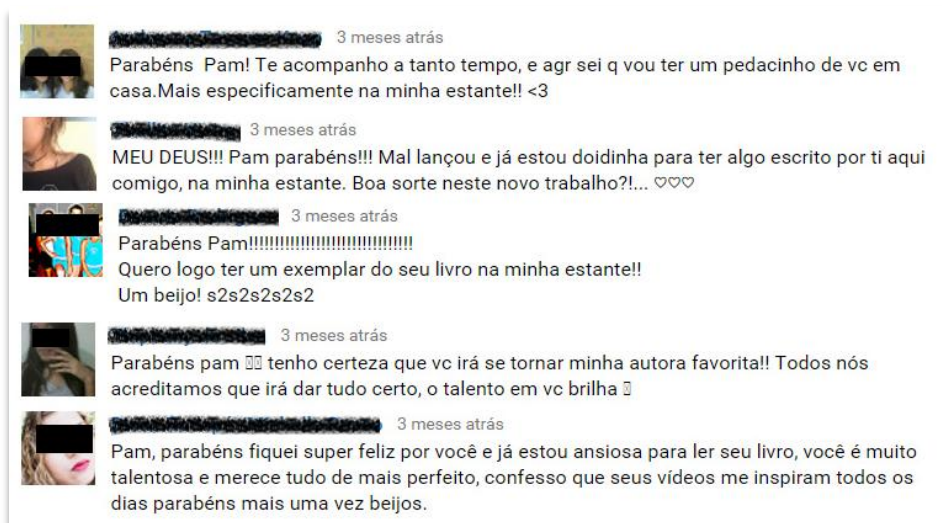 3 meses atrás
Parabéns Pam! Te acompanho a tanto tempo, e agr sei q vou ter um pedacinho de vc em
casa.Mais especificamente na minha estante!! <3
3 meses atrás
MEU DEUS!!! Pam parabéns!!! Mal lançou e já estou doidinha para ter algo escrito por ti aqui
comigo, na minha estante. Boa sorte neste novo trabalho?!... ♡♡♡
3 meses atrás
Parabéns Pam!!!!!!!!!!!!!!!!!!!!!!!!!!!!!!!!!
Quero logo ter um exemplar do seu livro na minha estante!!
Um beijo! s2s2s2s2s2
3 meses atrás
Parabéns pam tenho certeza que vc irá se tornar minha autora favorita!! Todos nós
acreditamos que irá dar tudo certo, o talento em vc brilha
3 meses atrás
Pam, parabéns fiquei super feliz por você e já estou ansiosa para ler seu livro, você é muito
talentosa e merece tudo de mais perfeito, confesso que seus vídeos me inspiram todos os
dias parabéns mais uma vez beijos.